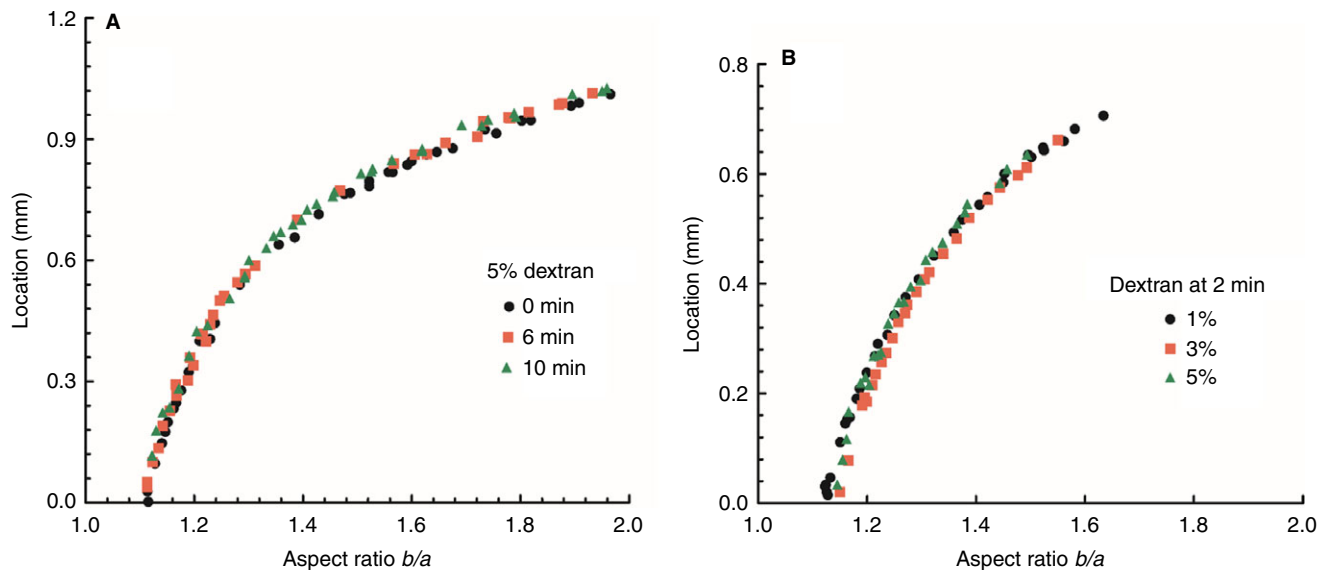 A
1.2
0.9
0.6
0.3
0.0
Location (mm)
5% dextran
0 min
6 min
10 min
1.0 1.2 1.4 1.6 1.8 2.0
Aspect ratio b/a
B
0.8
0.6
0.4
0.2
0.0
Location (mm)
Dextran at 2 min
1%
3%
5%
1.0 1.2 1.4 1.6 1.8 2.0
Aspect ratio b/a